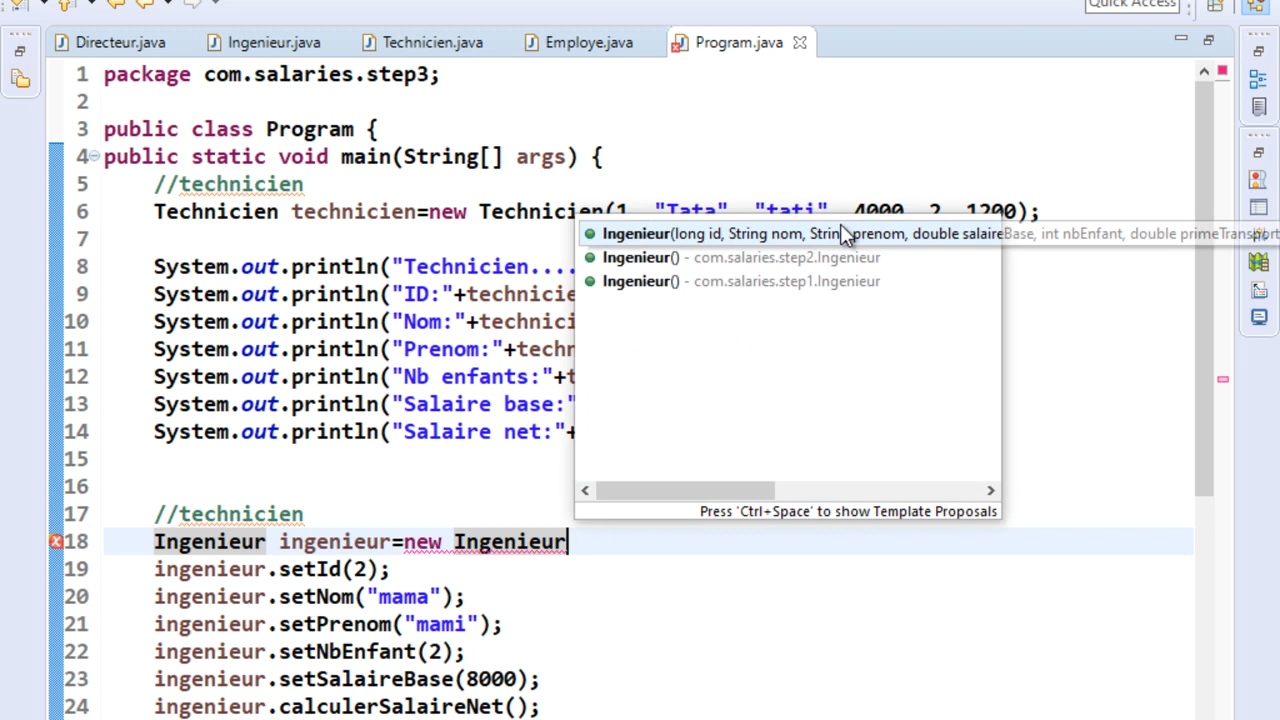 Quick Access
Directeur.java
Ingenieur.java
Technicien.java
Employe.java
Program.java
1 package com.salaries.step3;
2
3 public class Program {
4 public static void main(String[] args) {
5 //technicien
6 Technicien technicien=new Technicien(1, "Tata", "tati", 4000, 2, 1200);
7
8 System.out.println("Technicien....
9 System.out.println("ID:"+technicie
10 System.out.println("Nom:"+technici
11 System.out.println("Prenom:"+techn
12 System.out.println("Nb enfants:"+t
13 System.out.println("Salaire base:"
14 System.out.println("Salaire net:"+
15
16
17 //technicien
18 Ingenieur ingenieur=new Ingenieur
19 ingenieur.setId(2);
20 ingenieur.setNom("mama");
21 ingenieur.setPrenom("mami");
22 ingenieur.setNbEnfant(2);
23 ingenieur.setSalaireBase(8000);
24 ingenieur.calculerSalaireNet();
Ingenieur(long id, String nom, String prenom, double salaireBase, int nbEnfant, double primeTransport
Ingenieur() - com.salaries.step2.Ingenieur
Ingenieur() - com.salaries.step1.Ingenieur
Press 'Ctrl+Space' to show Template Proposals